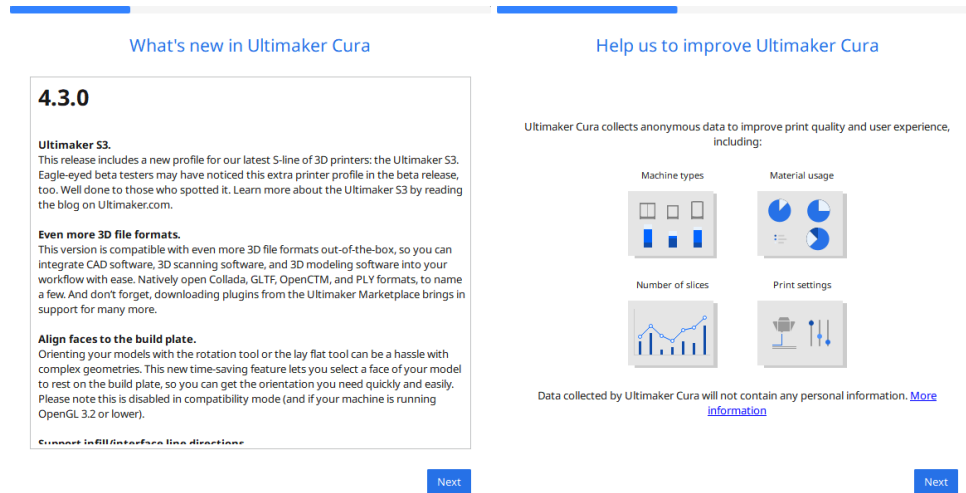 What's new in Ultimaker Cura
4.3.0
Ultimaker S3.
This release includes a new profile for our latest S-line of 3D printers: the Ultimaker S3.
Eagle-eyed beta testers may have noticed this extra printer profile in the beta release,
too. Well done to those who spotted it. Learn more about the Ultimaker S3 by reading
the blog on Ultimaker.com.
Even more 3D file formats.
This version is compatible with even more 3D file formats out-of-the-box, so you can
integrate CAD software, 3D scanning software, and 3D modeling software into your
workflow with ease. Natively open Collada, GLTF, OpenCTM, and PLY formats, to name
a few. And don’t forget, downloading plugins from the Ultimaker Marketplace brings in
support for many more.
Align faces to the build plate.
Orienting your models with the rotation tool or the lay flat tool can be a hassle with
complex geometries. This new time-saving feature lets you select a face of your model
to rest on the build plate, so you can get the orientation you need quickly and easily.
Please note this is disabled in compatibility mode (and if your machine is running
OpenGL 3.2 or lower).
Support infill/interface line directions
Next
Help us to improve Ultimaker Cura
Ultimaker Cura collects anonymous data to improve print quality and user experience,
including:
Machine types
Material usage
Number of slices
Print settings
Data collected by Ultimaker Cura will not contain any personal information. More
information
Next